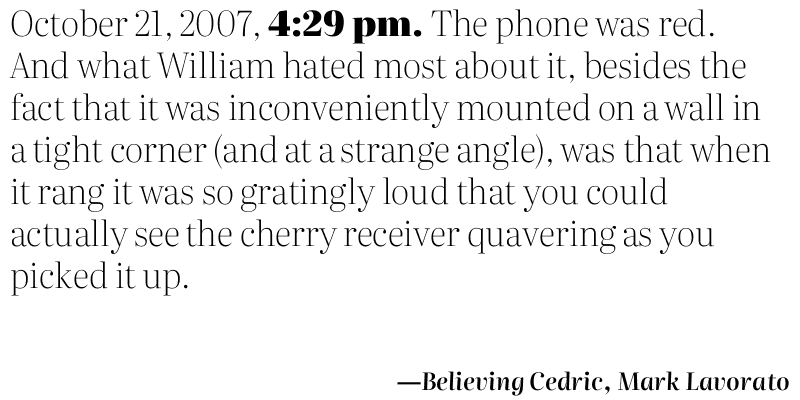 October 21, 2007, 4:29 pm. The phone was red.
And what William hated most about it, besides the
fact that it was inconveniently mounted on a wall in
a tight corner (and at a strange angle), was that when
it rang it was so gratingly loud that you could
actually see the cherry receiver quavering as you
picked it up.
—Believing Cedric, Mark Lavorato